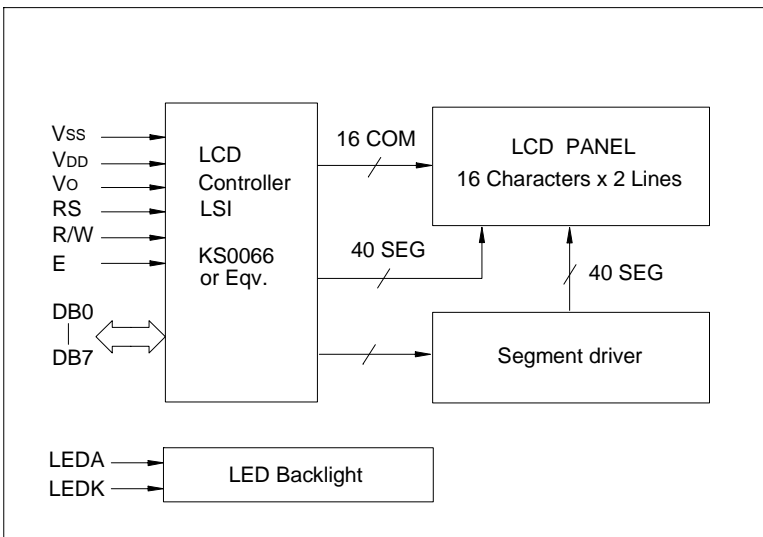 Vss
VDD
Vo
RS
R/W
E
DB0
DB7
LCD
Controller
LSI
KS0066
or Eqv.
16 COM
40 SEG
LCD PANEL
16 Characters x 2 Lines
40 SEG
Segment driver
LEDA
LEDK
LED Backlight